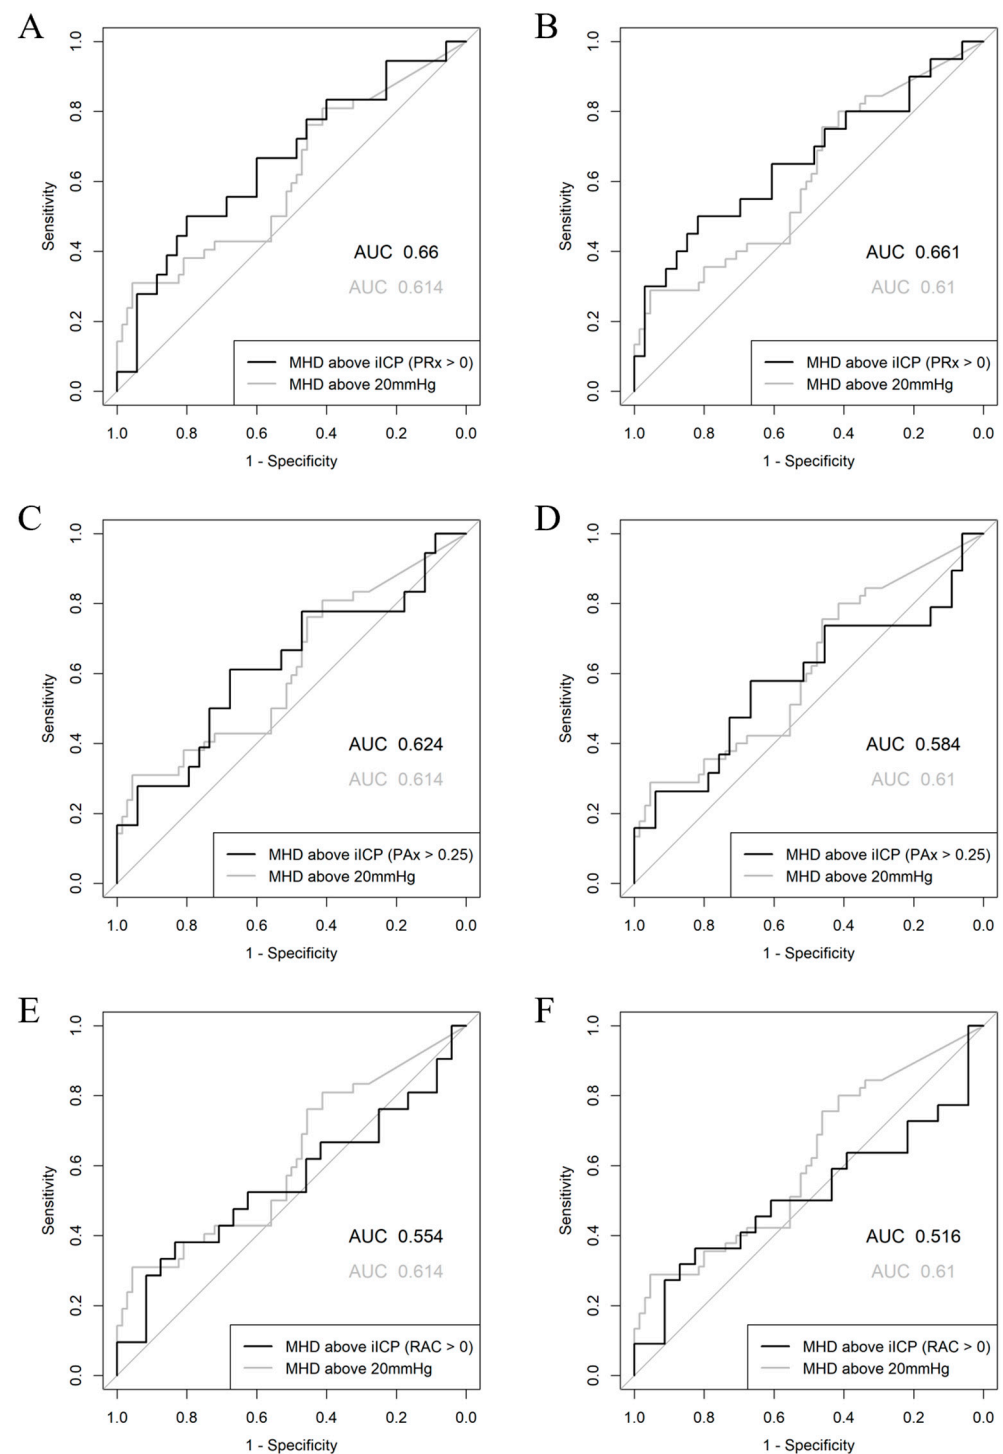 A
1.0
0.8
0.6
0.4
0.2
0.0
Sensitivity
AUC 0.66
AUC 0.614
MHD above iICP (PRx > 0)
MHD above 20mmHg
1.0 0.8 0.6 0.4 0.2 0.0
1 - Specificity
B
1.0
0.8
0.6
0.4
0.2
0.0
Sensitivity
AUC 0.661
AUC 0.61
MHD above iICP (PRx > 0)
MHD above 20mmHg
1.0 0.8 0.6 0.4 0.2 0.0
1 - Specificity
C
1.0
0.8
0.6
0.4
0.2
0.0
Sensitivity
AUC 0.624
AUC 0.614
MHD above iICP (PAx > 0.25)
MHD above 20mmHg
1.0 0.8 0.6 0.4 0.2 0.0
1 - Specificity
D
1.0
0.8
0.6
0.4
0.2
0.0
Sensitivity
AUC 0.584
AUC 0.61
MHD above iICP (PAx > 0.25)
MHD above 20mmHg
1.0 0.8 0.6 0.4 0.2 0.0
1 - Specificity
E
1.0
0.8
0.6
0.4
0.2
0.0
Sensitivity
AUC 0.554
AUC 0.614
MHD above iICP (RAC > 0)
MHD above 20mmHg
1.0 0.8 0.6 0.4 0.2 0.0
1 - Specificity
F
1.0
0.8
0.6
0.4
0.2
0.0
Sensitivity
AUC 0.516
AUC 0.61
MHD above iICP (RAC > 0)
MHD above 20mmHg
1.0 0.8 0.6 0.4 0.2 0.0
1 - Specificity